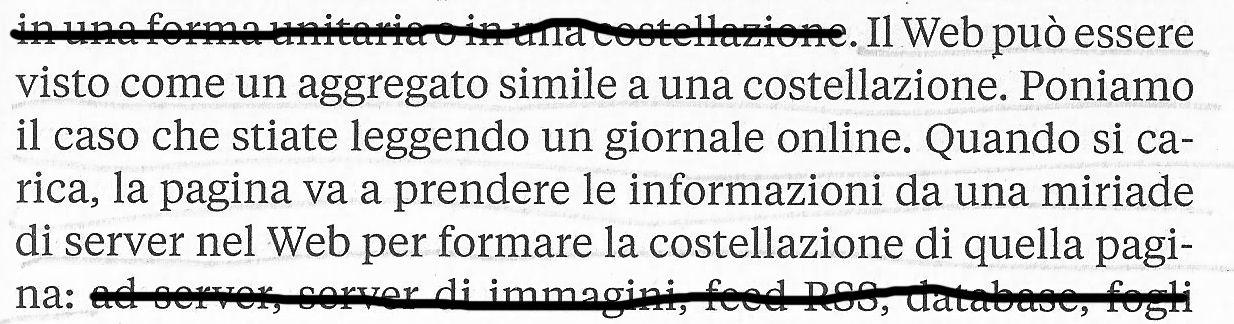 in una forma unitaria o in una costellazione. Il Web può essere
visto come un aggregato simile a una costellazione. Poniamo
il caso che stiate leggendo un giornale online. Quando si ca-
rica, la pagina va a prendere le informazioni da una miriade
di server nel Web per formare la costellazione di quella pagi-
na: ad server, server di immagini, feed RSS, database, fogli